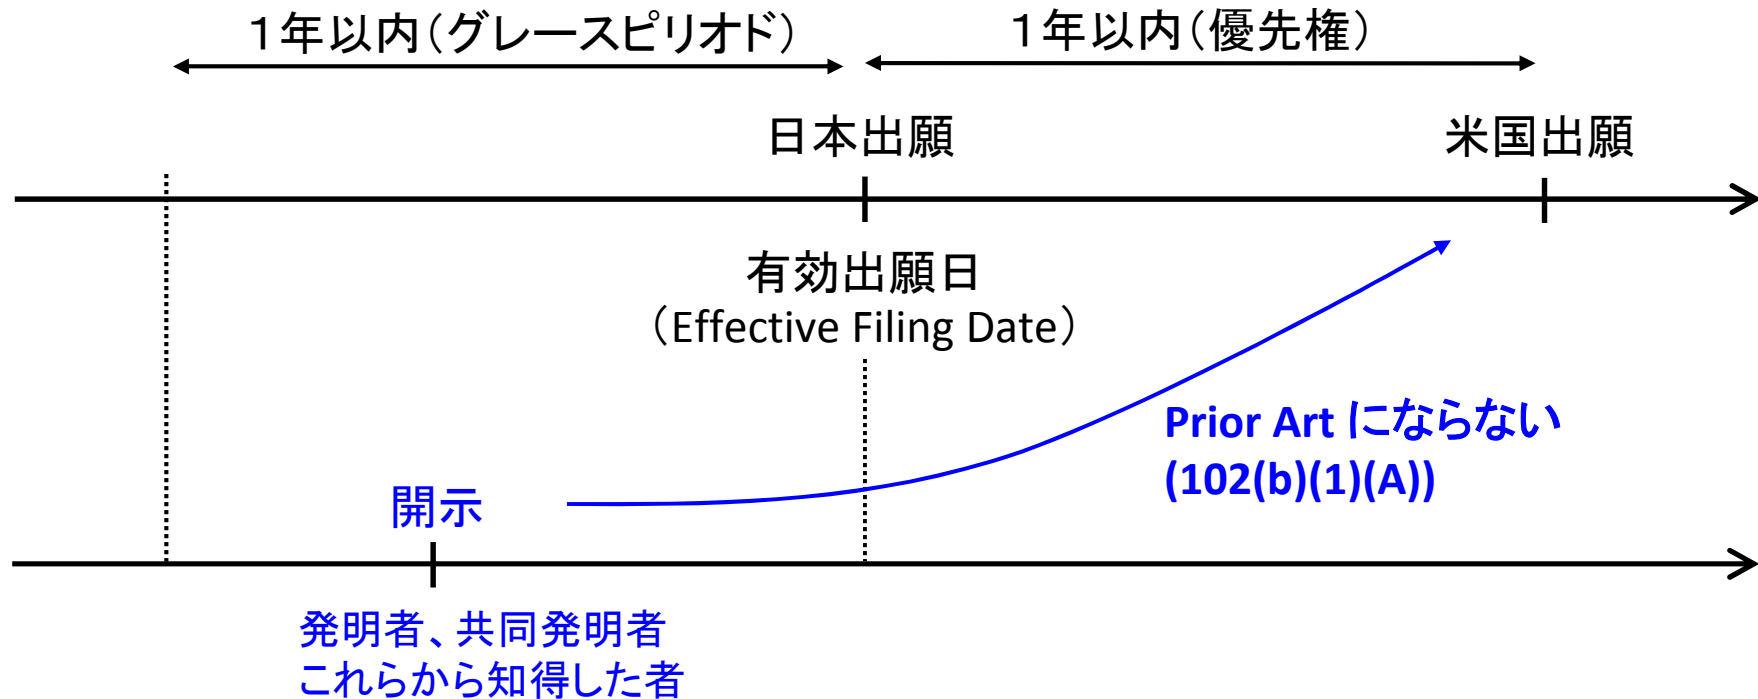 １年以内（グレースピリオド）
１年以内（優先権）
日本出願
米国出願
有効出願日
（Effective Filing Date）
Prior Art にならない
(102(b)(1)(A))
開示
発明者、共同発明者
これらから知得した者